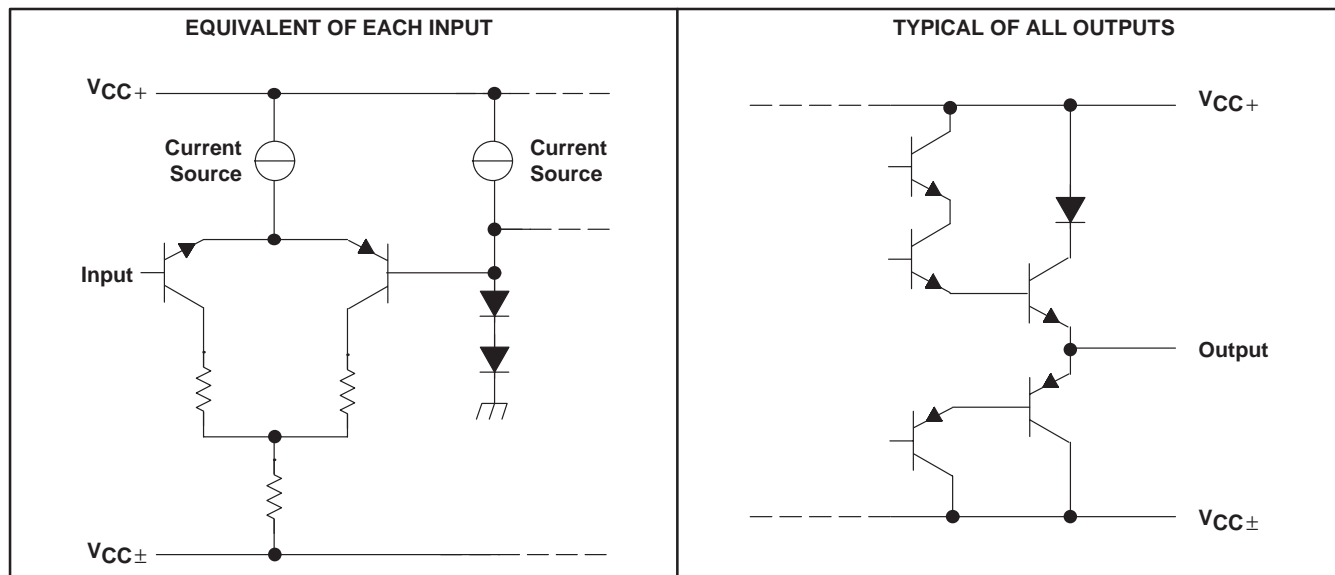 EQUIVALENT OF EACH INPUT
VCC+
Current
Source
Current
Source
Input
VCC±
TYPICAL OF ALL OUTPUTS
VCC+
Output
VCC±